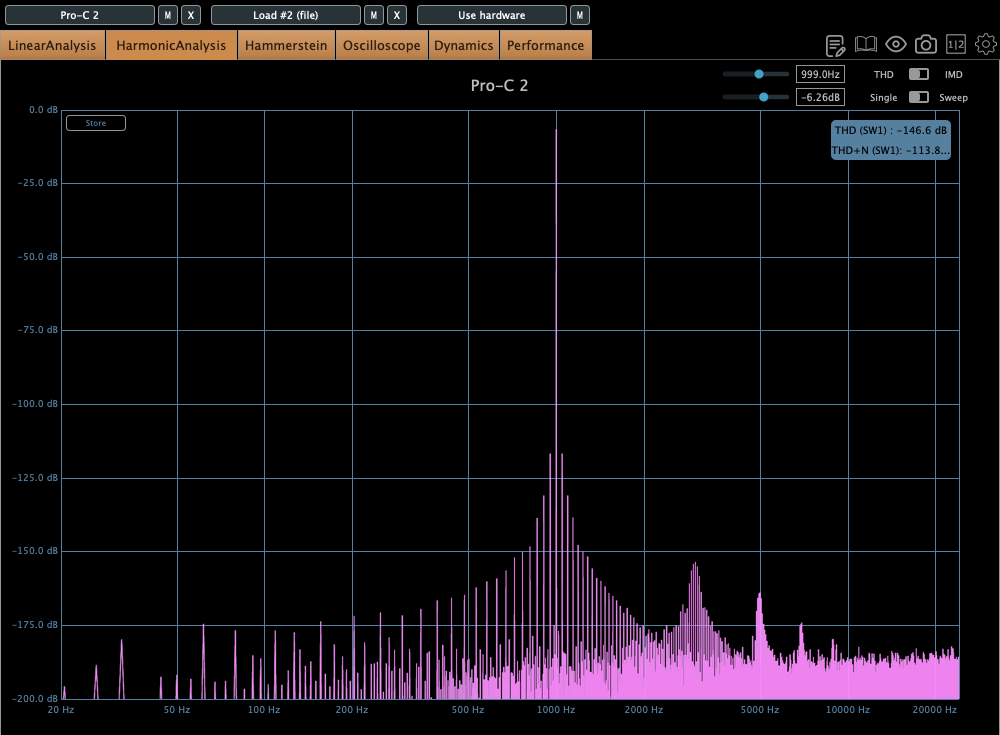 Pro-C 2 M X Load #2 (file) M X Use hardware M
LinearAnalysis HarmonicAnalysis Hammerstein Oscilloscope Dynamics Performance
1|2
999.0Hz THD IMD
Pro-C 2
-6.26dB Single Sweep
0.0 dB
Store
THD (SW1) : -146.6 dB
THD+N (SW1): -113.8...
-25.0 dB
-50.0 dB
-75.0 dB
-100.0 dB
-125.0 dB
-150.0 dB
-175.0 dB
-200.0 dB
20 Hz 50 Hz 100 Hz 200 Hz 500 Hz 1000 Hz 2000 Hz 5000 Hz 10000 Hz 20000 Hz